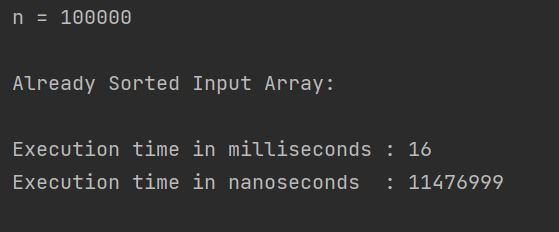 n = 100000
Already Sorted Input Array:
Execution time in milliseconds : 16
Execution time in nanoseconds  : 11476999